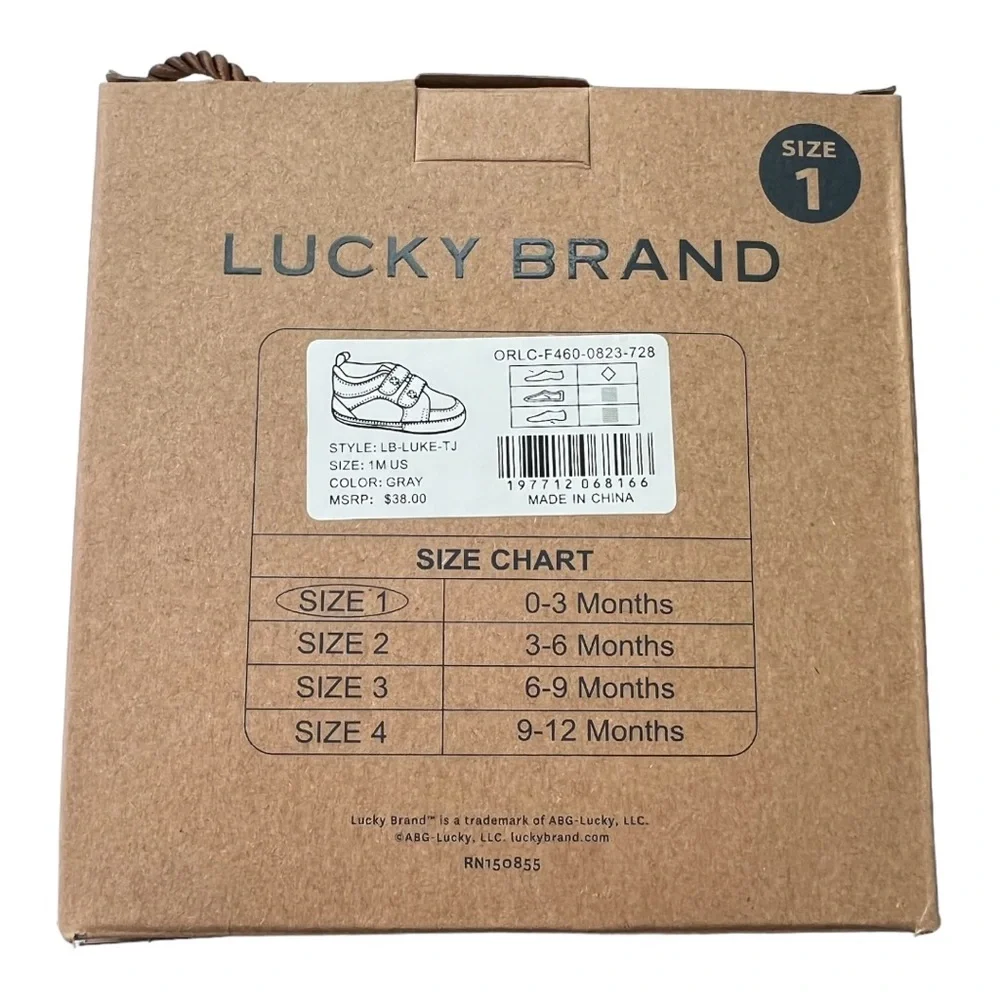 SIZE
1
LUCKY BRAND
ORLC-F460-0823-728
STYLE: LB-LUKE-TJ
SIZE: 1M US
COLOR: GRAY
MSRP: $38.00
197712 068166
MADE IN CHINA
SIZE CHART
SIZE 1 0-3 Months
SIZE 2 3-6 Months
SIZE 3 6-9 Months
SIZE 4 9-12 Months
Lucky Brand™ is a trademark of ABG-Lucky, LLC.
©ABG-Lucky, LLC. luckybrand.com
RN150855